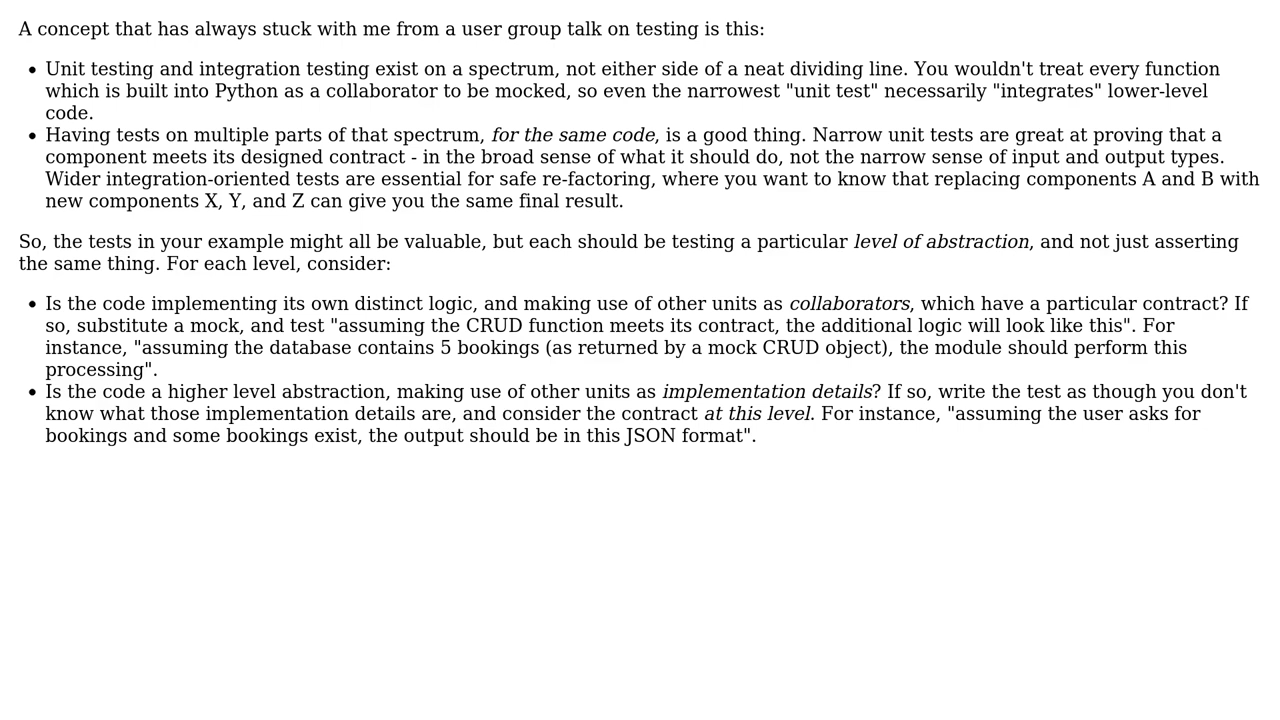 A concept that has always stuck with me from a user group talk on testing is this:
• Unit testing and integration testing exist on a spectrum, not either side of a neat dividing line. You wouldn't treat every function
which is built into Python as a collaborator to be mocked, so even the narrowest "unit test" necessarily "integrates" lower-level
code.
• Having tests on multiple parts of that spectrum, for the same code, is a good thing. Narrow unit tests are great at proving that a
component meets its designed contract - in the broad sense of what it should do, not the narrow sense of input and output types.
Wider integration-oriented tests are essential for safe re-factoring, where you want to know that replacing components A and B with
new components X, Y, and Z can give you the same final result.
So, the tests in your example might all be valuable, but each should be testing a particular level of abstraction, and not just asserting
the same thing. For each level, consider:
• Is the code implementing its own distinct logic, and making use of other units as collaborators, which have a particular contract? If
so, substitute a mock, and test "assuming the CRUD function meets its contract, the additional logic will look like this". For
instance, "assuming the database contains 5 bookings (as returned by a mock CRUD object), the module should perform this
processing".
• Is the code a higher level abstraction, making use of other units as implementation details? If so, write the test as though you don't
know what those implementation details are, and consider the contract at this level. For instance, "assuming the user asks for
bookings and some bookings exist, the output should be in this JSON format".